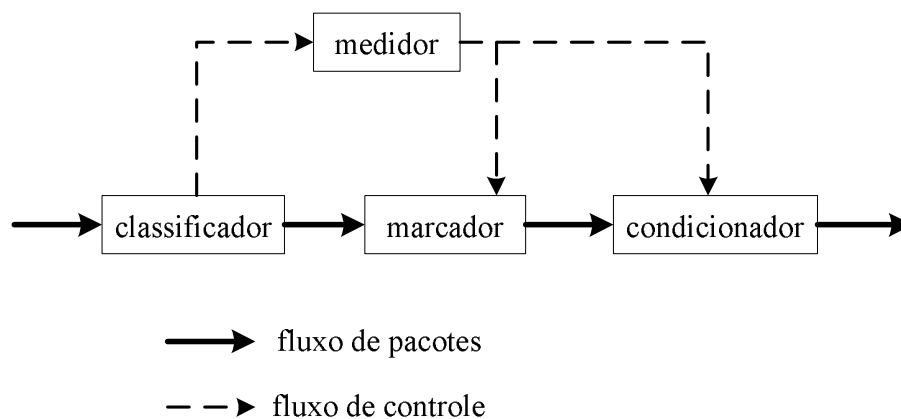 medidor
classificador
marcador
condicionador
fluxo de pacotes
fluxo de controle